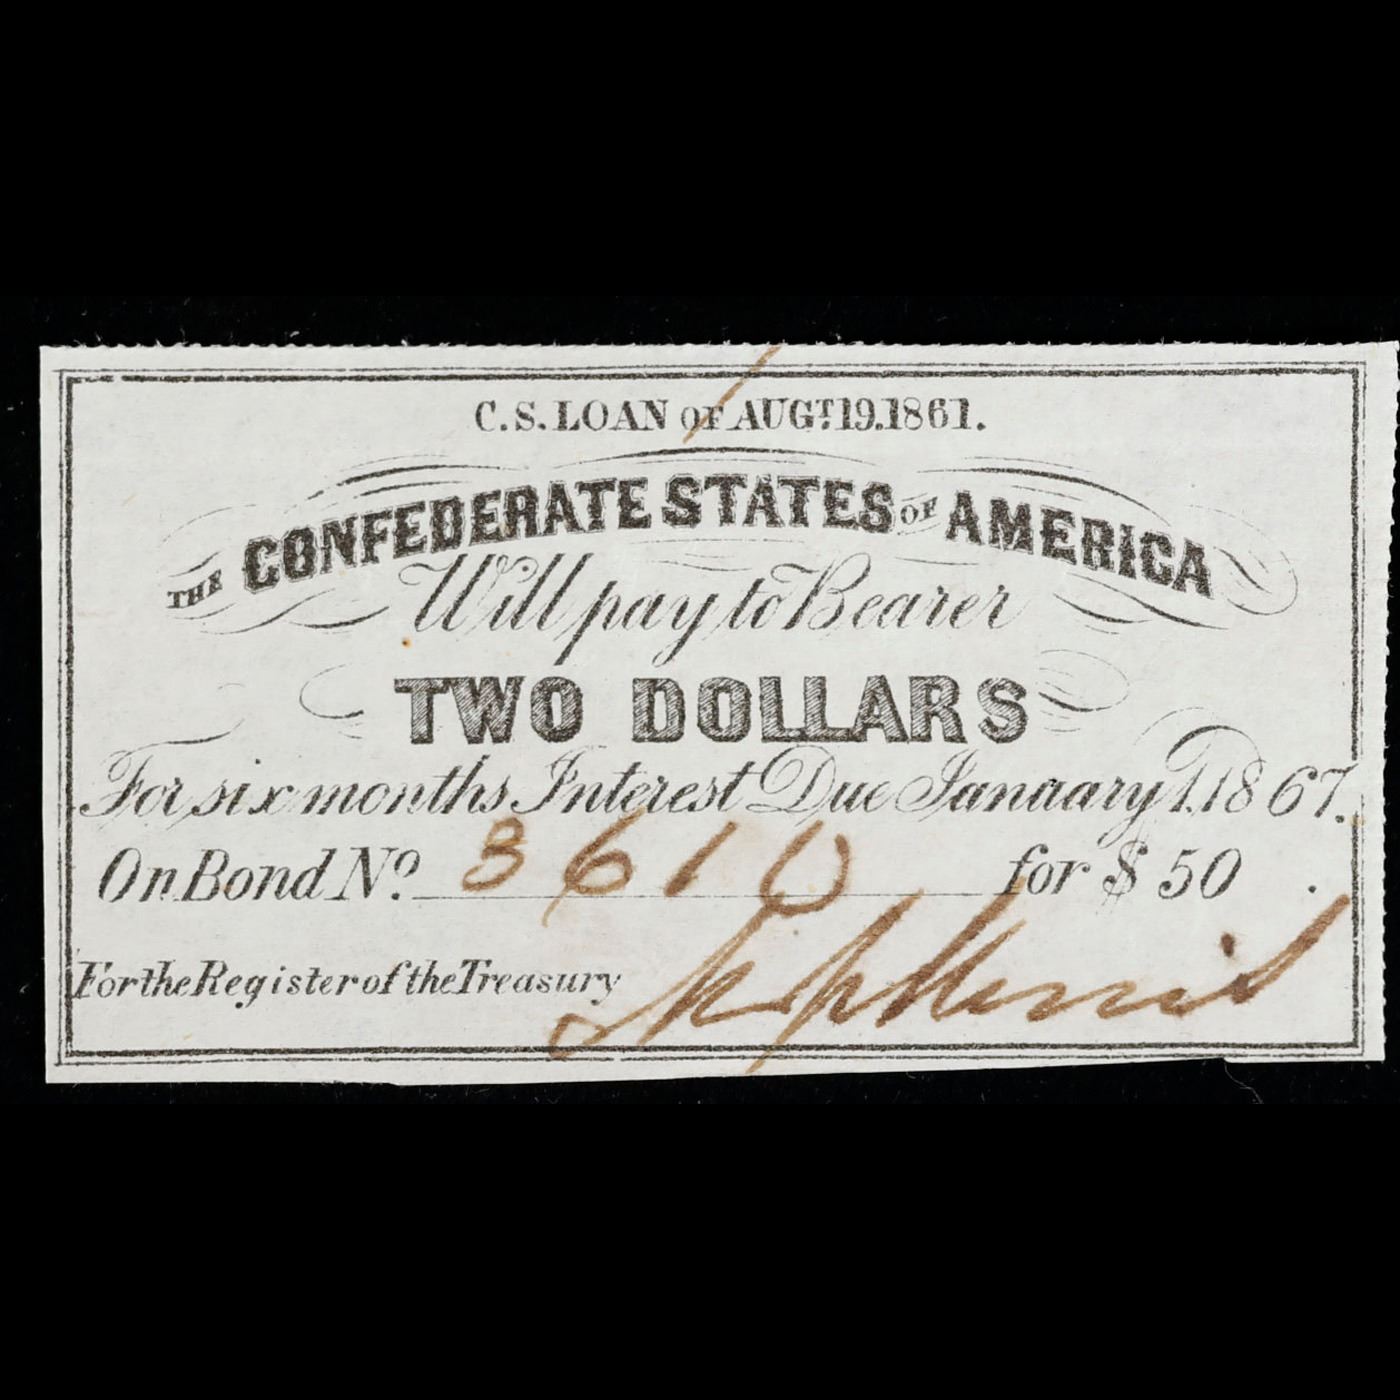 C.S. LOAN OF AUGT. 19. 1861.
THE CONFEDERATE STATES OF AMERICA
Will pay to Bearer
TWO DOLLARS
For six months Interest Due January 1. 1867.
On Bond No. 3610 for $ 50.
For the Register of the Treasury